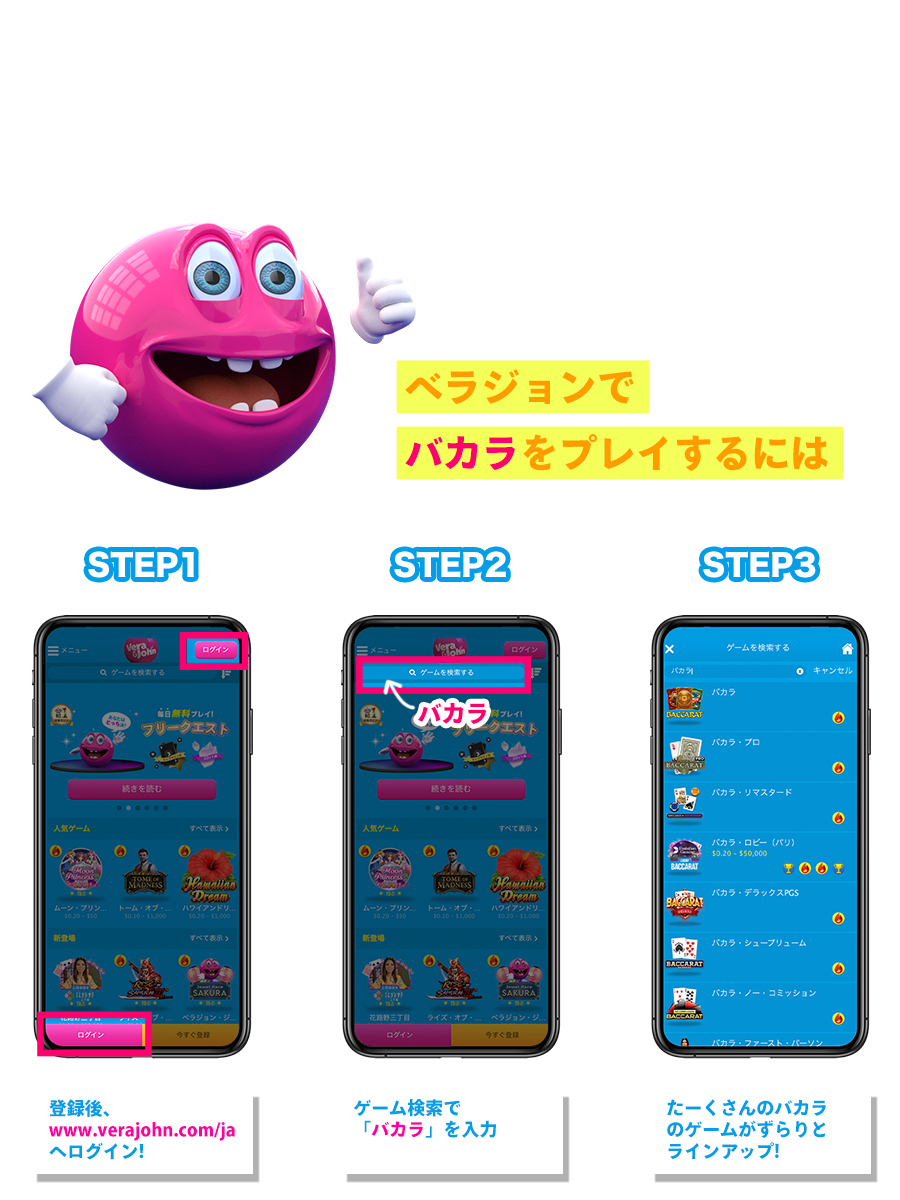 ベラジョンで
バカラをプレイするには
STEP1
STEP2
STEP3
メニュー
Vera&John
ログイン
ゲームを検索する
あなたは
どっち派?
毎日無料プレイ!
フリークエスト
続きを読む
人気ゲーム
すべて表示
Moon Princess
TOME OF MADNESS
Hawaiian Dream
ムーン・プリン...
トーム・オブ・...
ハワイアンドリ...
$0.20 ~ $50
$0.10 ~ $1,000
$0.20 ~ $1,000
新登場
すべて表示
SAKURA
花路野三丁目
ライズ・オブ・...
ベラジョン・ジ...
ログイン
今すぐ登録
メニュー
Vera&John
ログイン
ゲームを検索する
バカラ
毎日無料プレイ!
フリークエスト
続きを読む
人気ゲーム
すべて表示
Moon Princess
TOME OF MADNESS
Hawaiian Dream
ムーン・プリン...
トーム・オブ・...
ハワイアンドリ...
$0.20 ~ $50
$0.10 ~ $1,000
$0.20 ~ $1,000
新登場
すべて表示
SAKURA
花路野三丁目
ライズ・オブ・...
ベラジョン・ジ...
ログイン
今すぐ登録
ゲームを検索する
バカラ
キャンセル
BACCARAT
バカラ
BACCARAT
バカラ・プロ
バカラ・リマスタード
BACCARAT
バカラ・ロビー（パリ）
$0.20 ~ $50,000
BACCARAT
バカラ・デラックスPGS
BACCARAT
バカラ・シュープリューム
BACCARAT
バカラ・ノー・コミッション
バカラ・ファースト・パーソン
登録後、
www.verajohn.com/ja
へログイン!
ゲーム検索で
「バカラ」を入力
たーくさんのバカラ
のゲームがずらりと
ラインアップ!